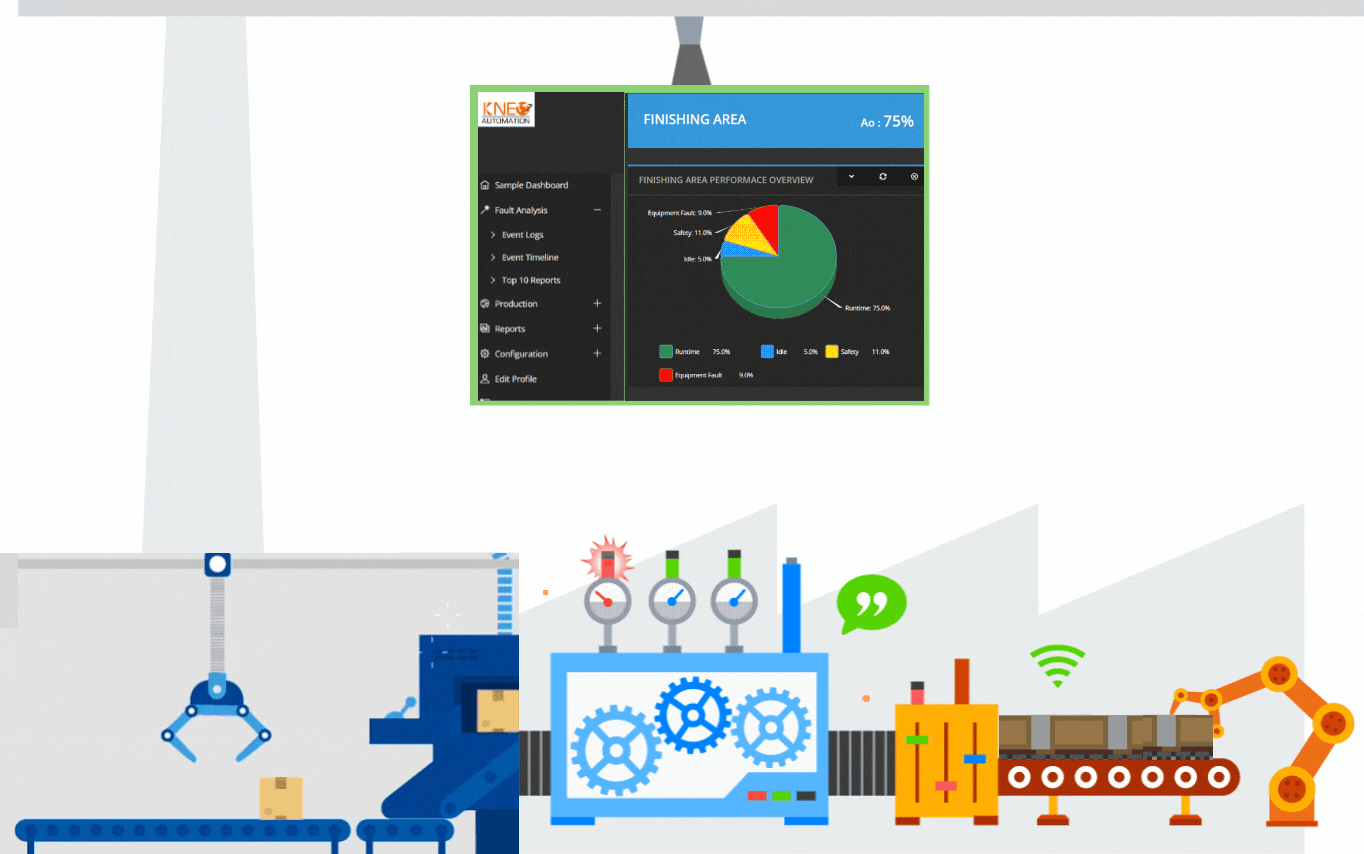 KNEO
AUTOMATION
FINISHING AREA
Ao : 75%
Sample Dashboard
Fault Analysis
Event Logs
Event Timeline
Top 10 Reports
Production
Reports
Configuration
Edit Profile
FINISHING AREA PERFORMACE OVERVIEW
Equipment Fault: 9.0%
Safety: 11.0%
Idle: 5.0%
Runtime: 75.0%
Runtime 75.0% Idle 5.0% Safety 11.0%
Equipment Fault 9.0%